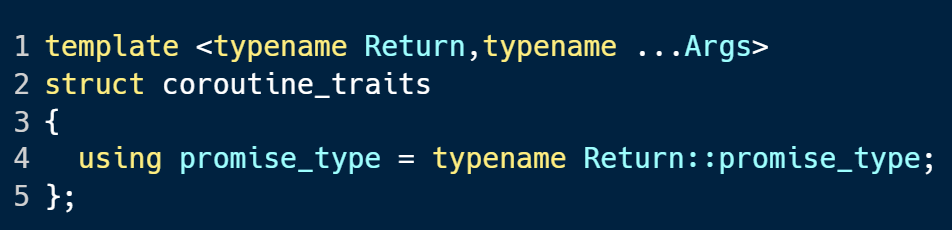 1 template <typename Return,typename ...Args>
2 struct coroutine_traits
3 {
4   using promise_type = typename Return::promise_type;
5 };